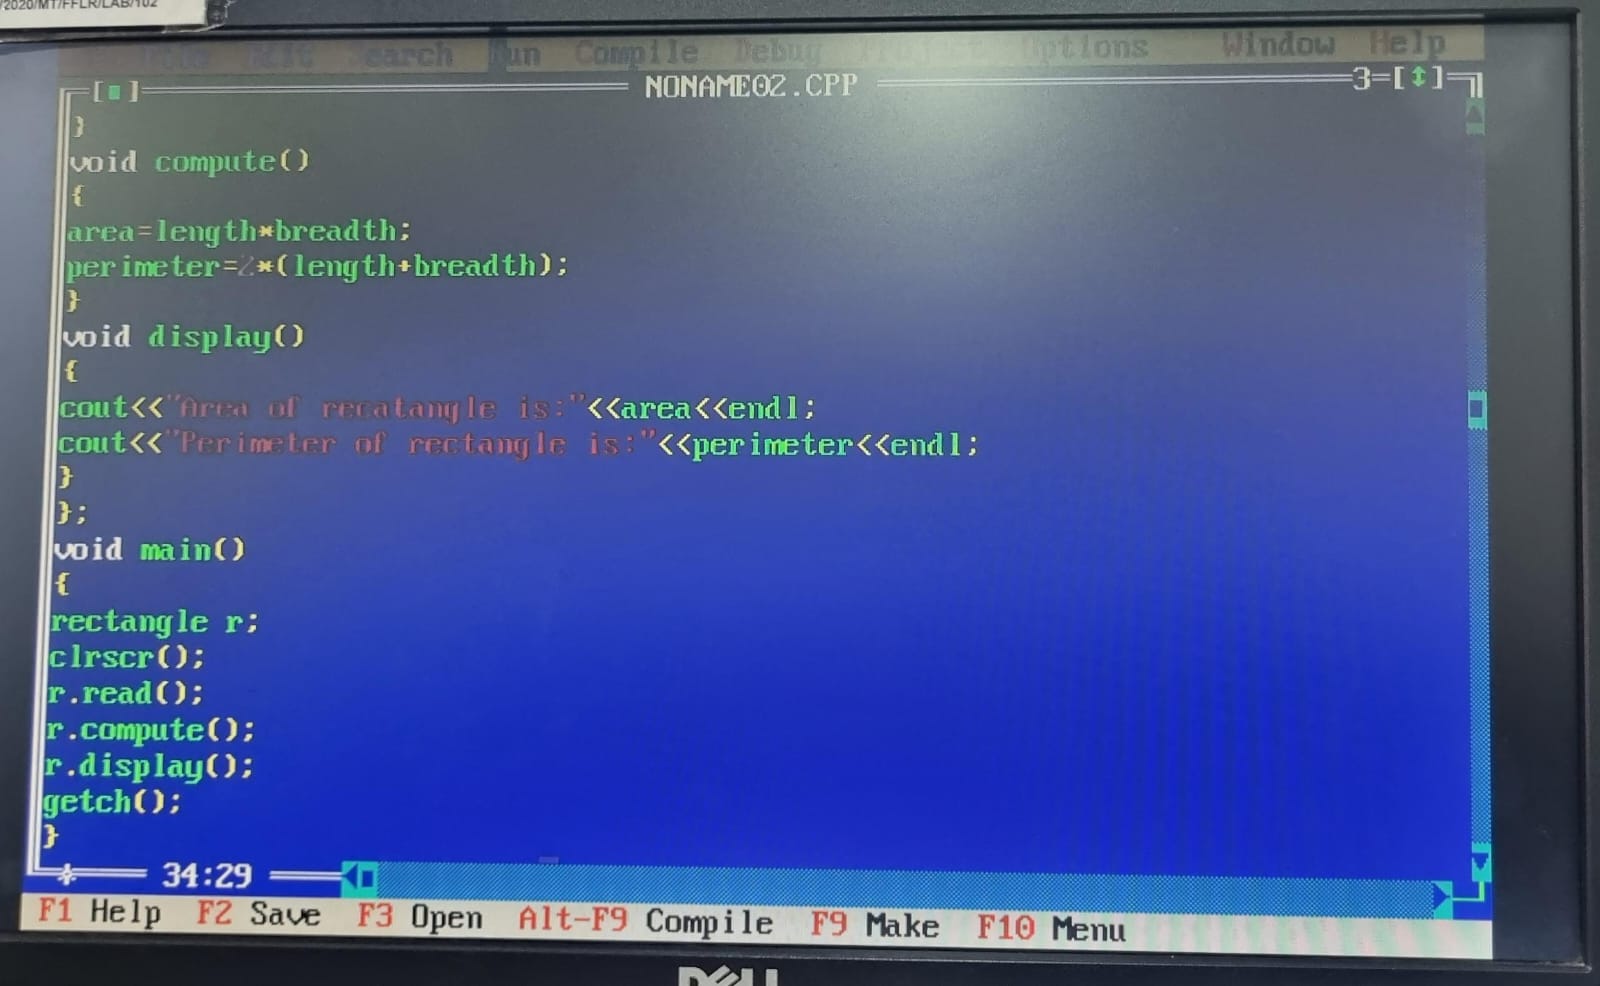 /2020/MT/FFLR/LAB/102
Edit Search Run Compile Debug Options Window Help
[■] NONAME02.CPP 3=[↕]
}
void compute()
{
area=length*breadth;
perimeter=2*(length+breadth);
}
void display()
{
cout<<"Area of recatangle is:"<<area<<endl;
cout<<"Perimeter of rectangle is:"<<perimeter<<endl;
}
};
void main()
{
rectangle r;
clrscr();
r.read();
r.compute();
r.display();
getch();
}
34:29
F1 Help F2 Save F3 Open Alt-F9 Compile F9 Make F10 Menu
DELL